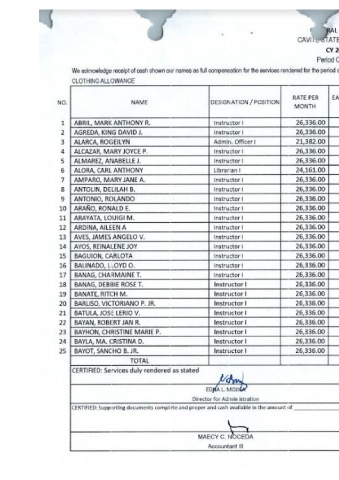 RAL
CAVITE STATE
CY 2
Period C
We acknowledge receipt of cash shown our names as full compensation for the services rendered for the period c
CLOTHING ALLOWANCE
NO. NAME DESIGNATION / POSITION RATE PER MONTH EA
1 ABRIL, MARK ANTHONY R. Instructor I 26,336.00
2 AGREDA, KING DAVID J. Instructor I 26,336.00
3 ALARCA, ROGEILYN Admin. Officer I 21,382.00
4 ALCAZAR, MARY JOYCE P. Instructor I 26,336.00
5 ALMAREZ, ANABELLE J. Instructor I 26,336.00
6 ALORA, CARL ANTHONY Librarian I 24,161.00
7 AMPARO, MARY JANE A. Instructor I 26,336.00
8 ANTOLIN, DELILAH B. Instructor I 26,336.00
9 ANTONIO, ROLANDO Instructor I 26,336.00
10 ARAÑO, RONALD E. Instructor I 26,336.00
11 ARAYATA, LOUIGI M. Instructor I 26,336.00
12 ARDINA, AILEEN A Instructor I 26,336.00
13 AVES, JAMES ANGELO V. Instructor I 26,336.00
14 AYOS, REINALENE JOY Instructor I 26,336.00
15 BAGUION, CARLOTA Instructor I 26,336.00
16 BALINADO, LLOYD O. Instructor I 26,336.00
17 BANAG, CHARMAINE T. Instructor I 26,336.00
18 BANAG, DEBBIE ROSE T. Instructor I 26,336.00
19 BANATE, RITCH M. Instructor I 26,336.00
20 BARLISO, VICTORIANO P. JR. Instructor I 26,336.00
21 BATULA, JOSE LERIO V. Instructor I 26,336.00
22 BAYAN, ROBERT JAN R. Instructor I 26,336.00
23 BAYHON, CHRISTINE MARIE P. Instructor I 26,336.00
24 BAYLA, MA. CRISTINA D. Instructor I 26,336.00
25 BAYOT, SANCHO B. JR. Instructor I 26,336.00
TOTAL
CERTIFIED: Services duly rendered as stated
EDNA L.
Director for Administration
CERTIFIED: Supporting documents complete and proper and cash available in the amount of
MAECY C. NOCEDA
Accountant III